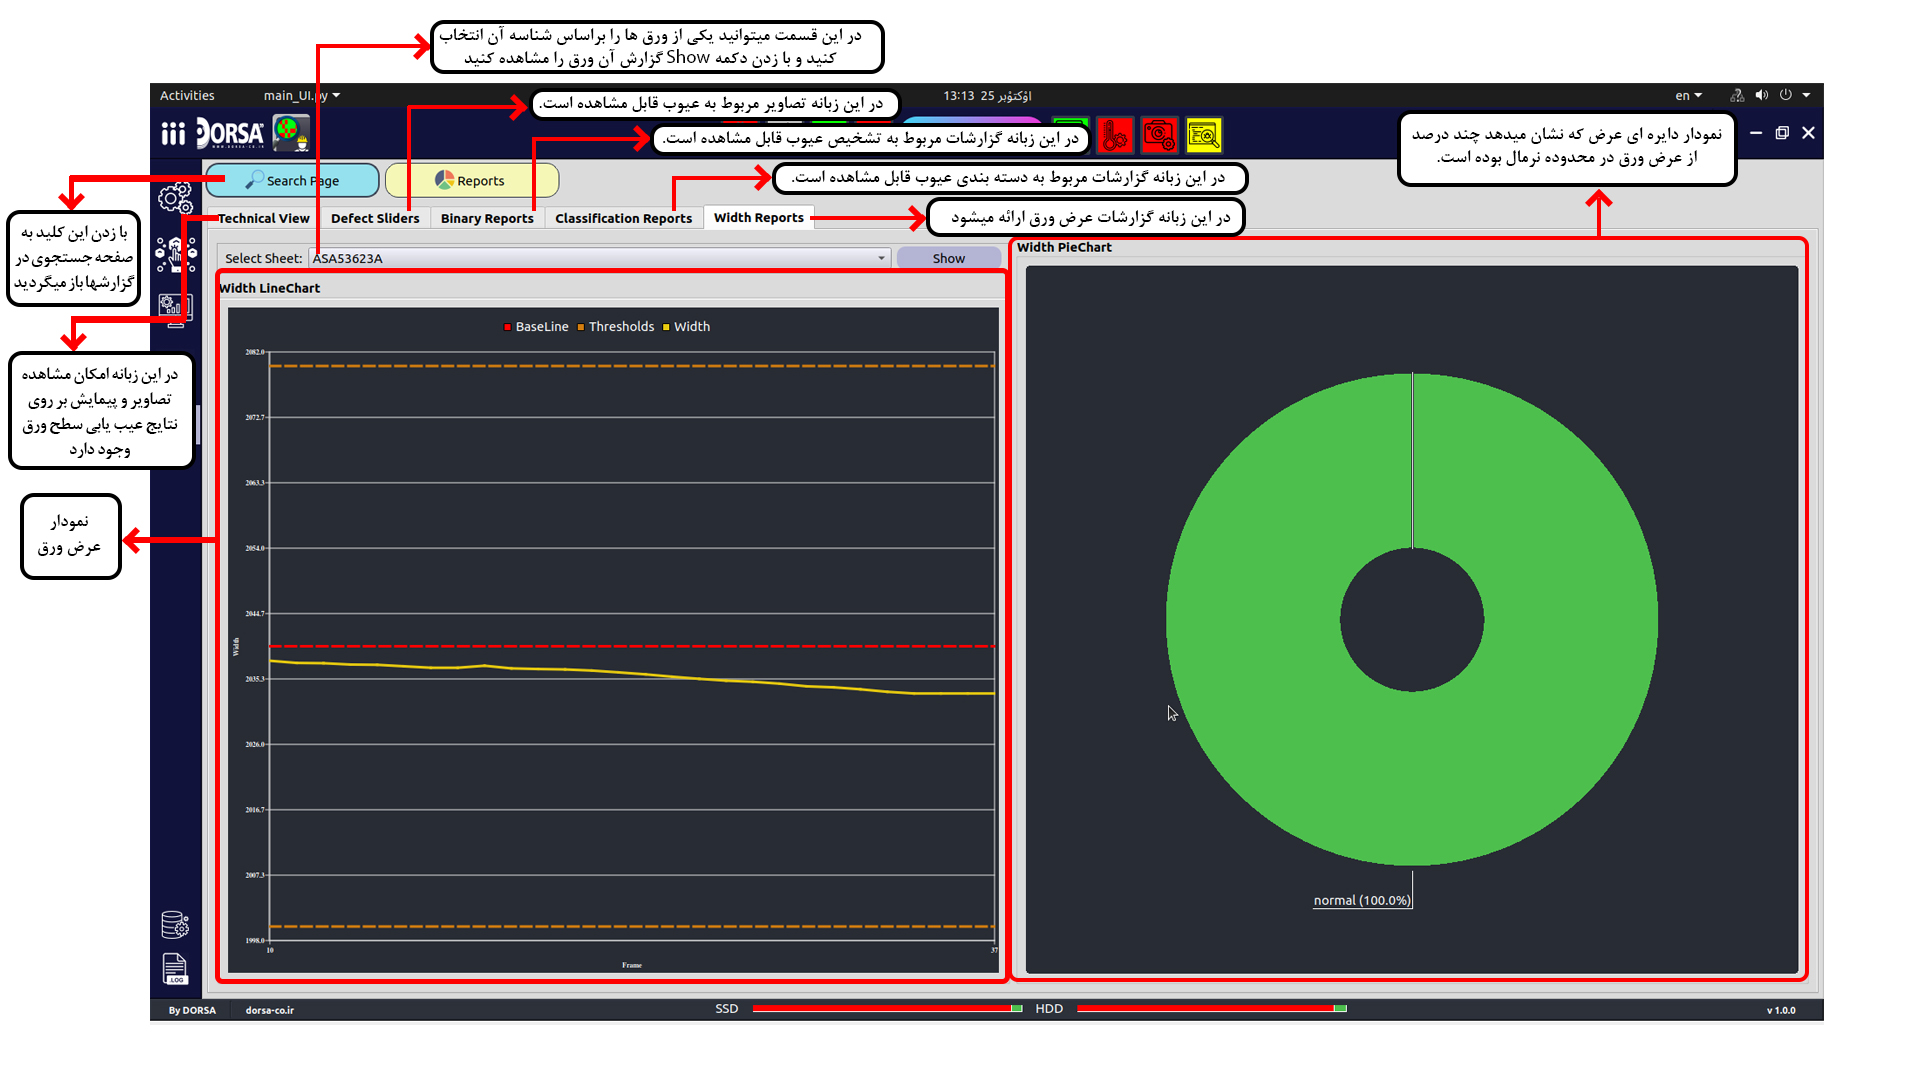 در این قسمت میتوانید یکی از ورق ها را براساس شناسه آن انتخاب
کنید و با زدن دکمه Show گزارش آن ورق را مشاهده کنید
Activities
main_UI.py
13:13 25 اؤکتؤبر
en
در این زبانه تصاویر مربوط به عیوب قابل مشاهده است.
DORSA
WWW.DORSA-CO.IR
در این زبانه گزارشات مربوط به تشخیص عیوب قابل مشاهده است.
نمودار دایره ای عرض که نشان میدهد چند درصد
از عرض ورق در محدوده نرمال بوده است.
Search Page
Reports
در این زبانه گزارشات مربوط به دسته بندی عیوب قابل مشاهده است.
Technical View
Defect Sliders
Binary Reports
Classification Reports
Width Reports
در این زبانه گزارشات عرض ورق ارائه میشود
با زدن این کلید به
صفحه جستجوی در
گزارشها باز میگردید
Select Sheet:
ASA53623A
Show
Width PieChart
Width LineChart
BaseLine
Thresholds
Width
2082.0
2072.7
2063.3
2054.0
2044.7
2035.3
2026.0
2016.7
2007.3
1998.0
Width
10
37
Frame
normal (100.0%)
در این زبانه امکان مشاهده
تصاویر و پیمایش بر روی
نتایج عیب یابی سطح ورق
وجود دارد
نمودار
عرض ورق
LOG
By DORSA
dorsa-co.ir
SSD
HDD
v 1.0.0